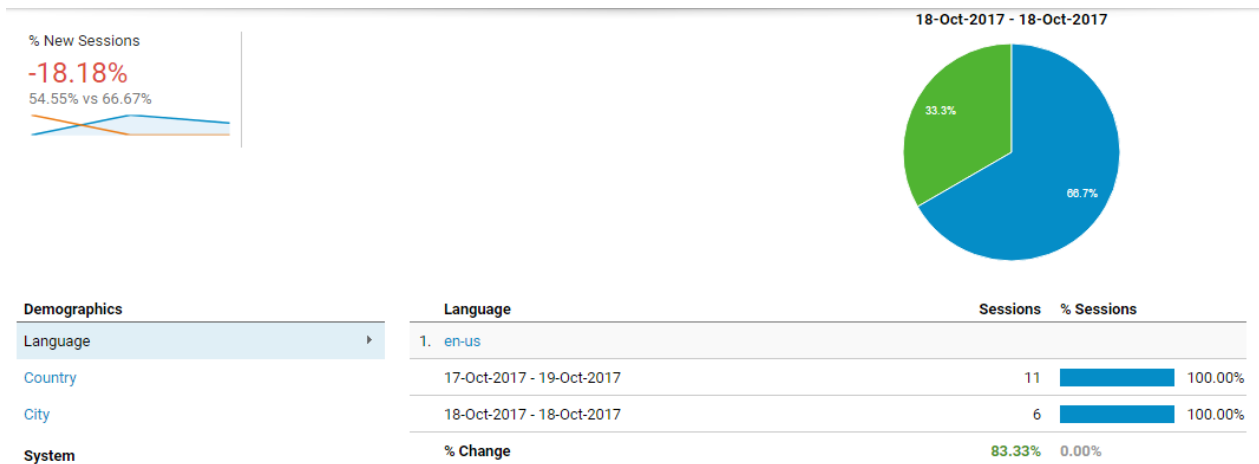 % New Sessions
-18.18%
54.55% vs 66.67%
18-Oct-2017 - 18-Oct-2017
33.3%
66.7%
Demographics
Language
Country
City
System
Language Sessions % Sessions
1. en-us
17-Oct-2017 - 19-Oct-2017 11 100.00%
18-Oct-2017 - 18-Oct-2017 6 100.00%
% Change 83.33% 0.00%